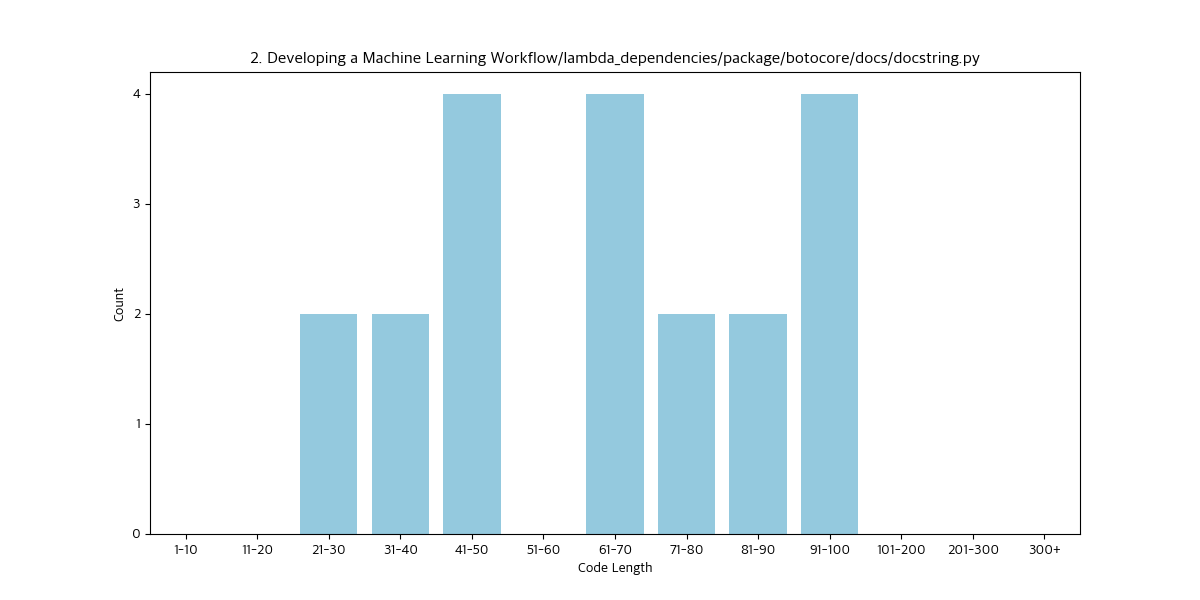 2. Developing a Machine Learning Workflow/lambda_dependencies/package/botocore/docs/docstring.py
4
3
2
1
0
Count
1-10 11-20 21-30 31-40 41-50 51-60 61-70 71-80 81-90 91-100 101-200 201-300 300+
Code Length